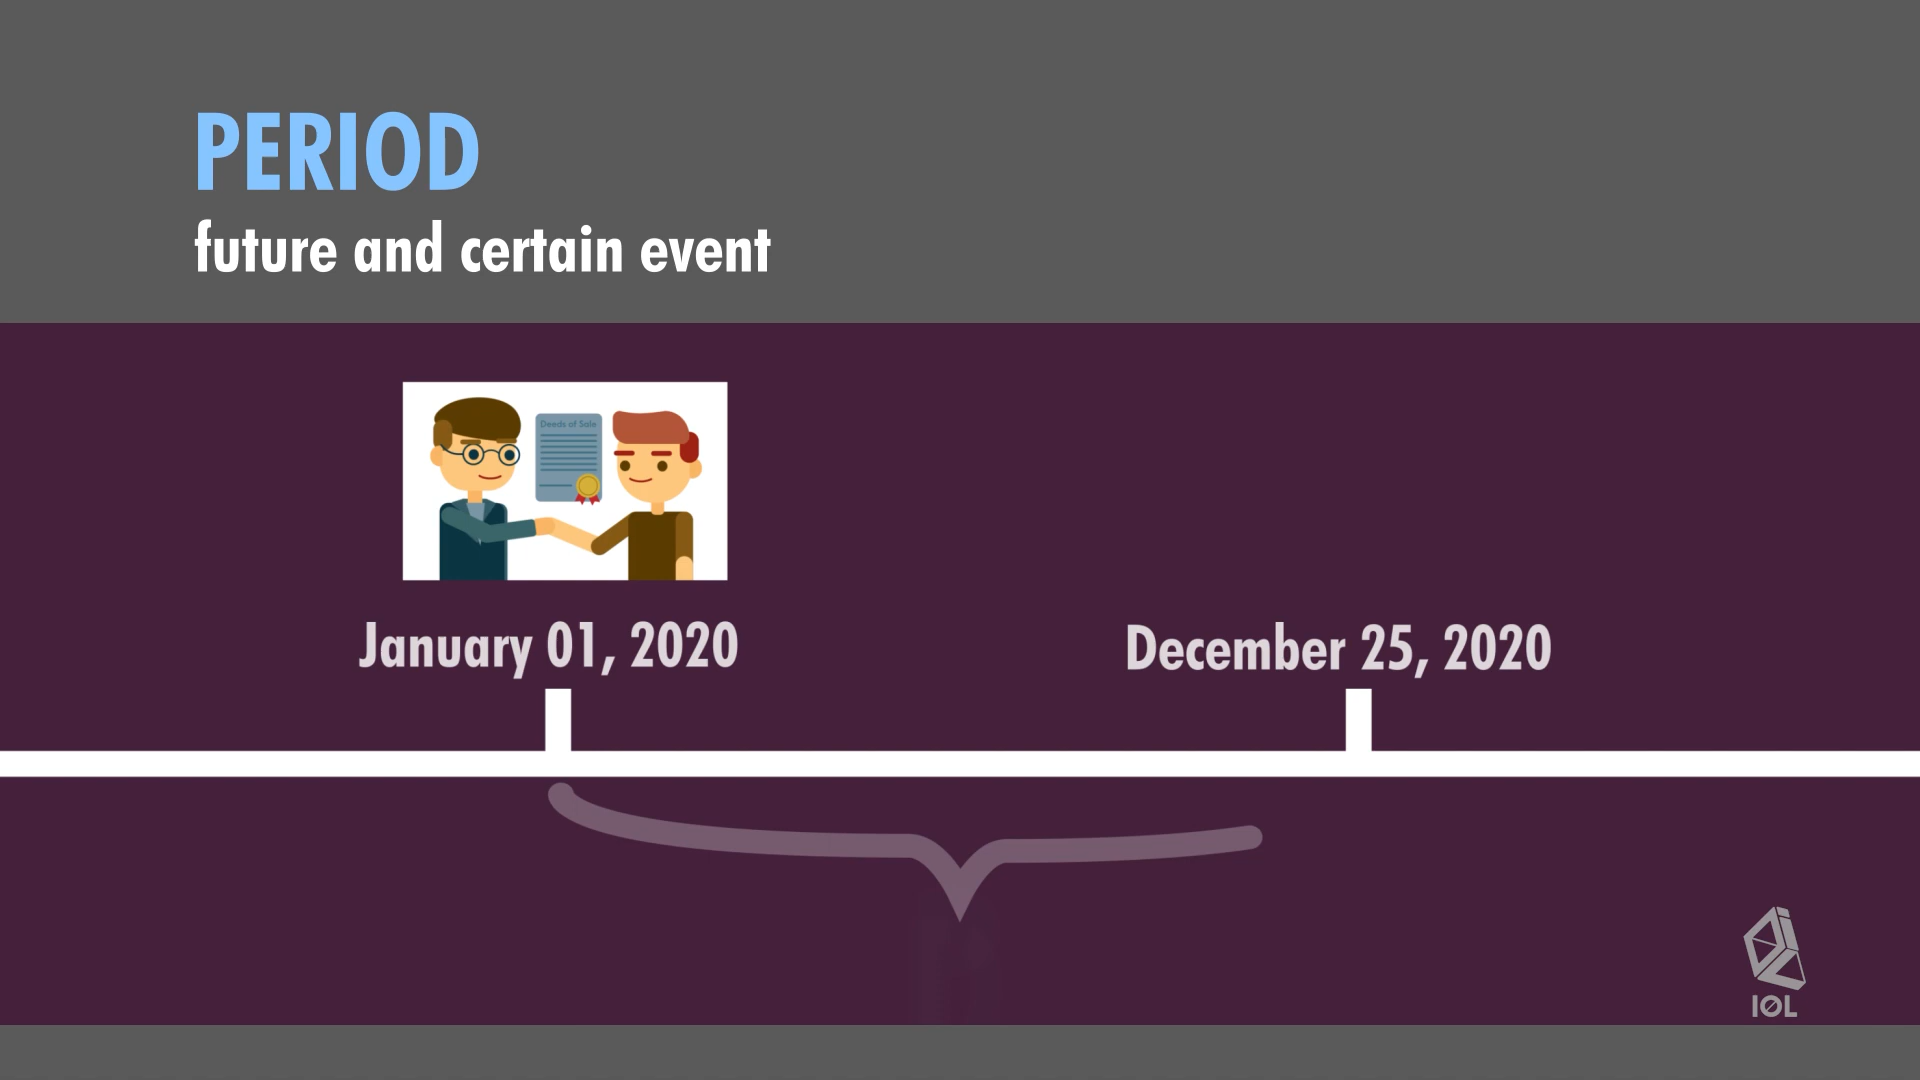 PERIOD
future and certain event
Deeds of Sale
January 01, 2020
December 25, 2020
IOL